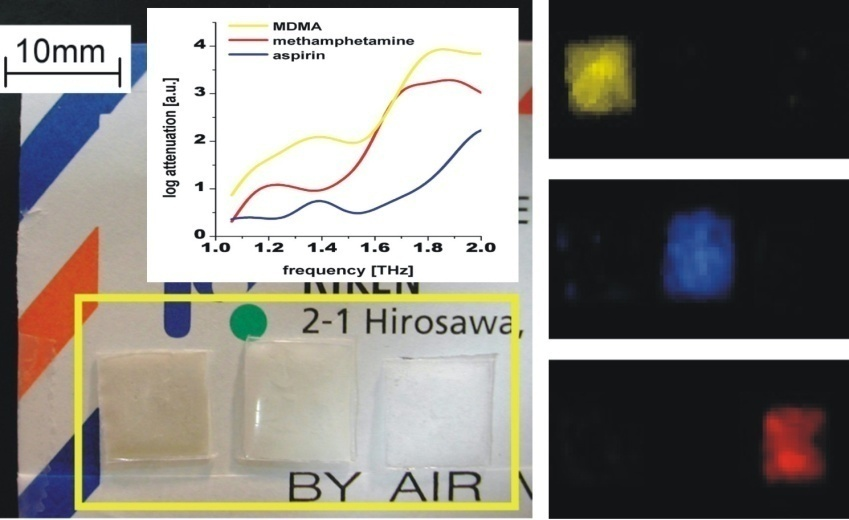 10mm
MDMA
methamphetamine
aspirin
log attenuation [a.u.]
4
3
2
1
0
1.0 1.2 1.4 1.6 1.8 2.0
frequency [THz]
RIKEN
2-1 Hirosawa,
BY AIR